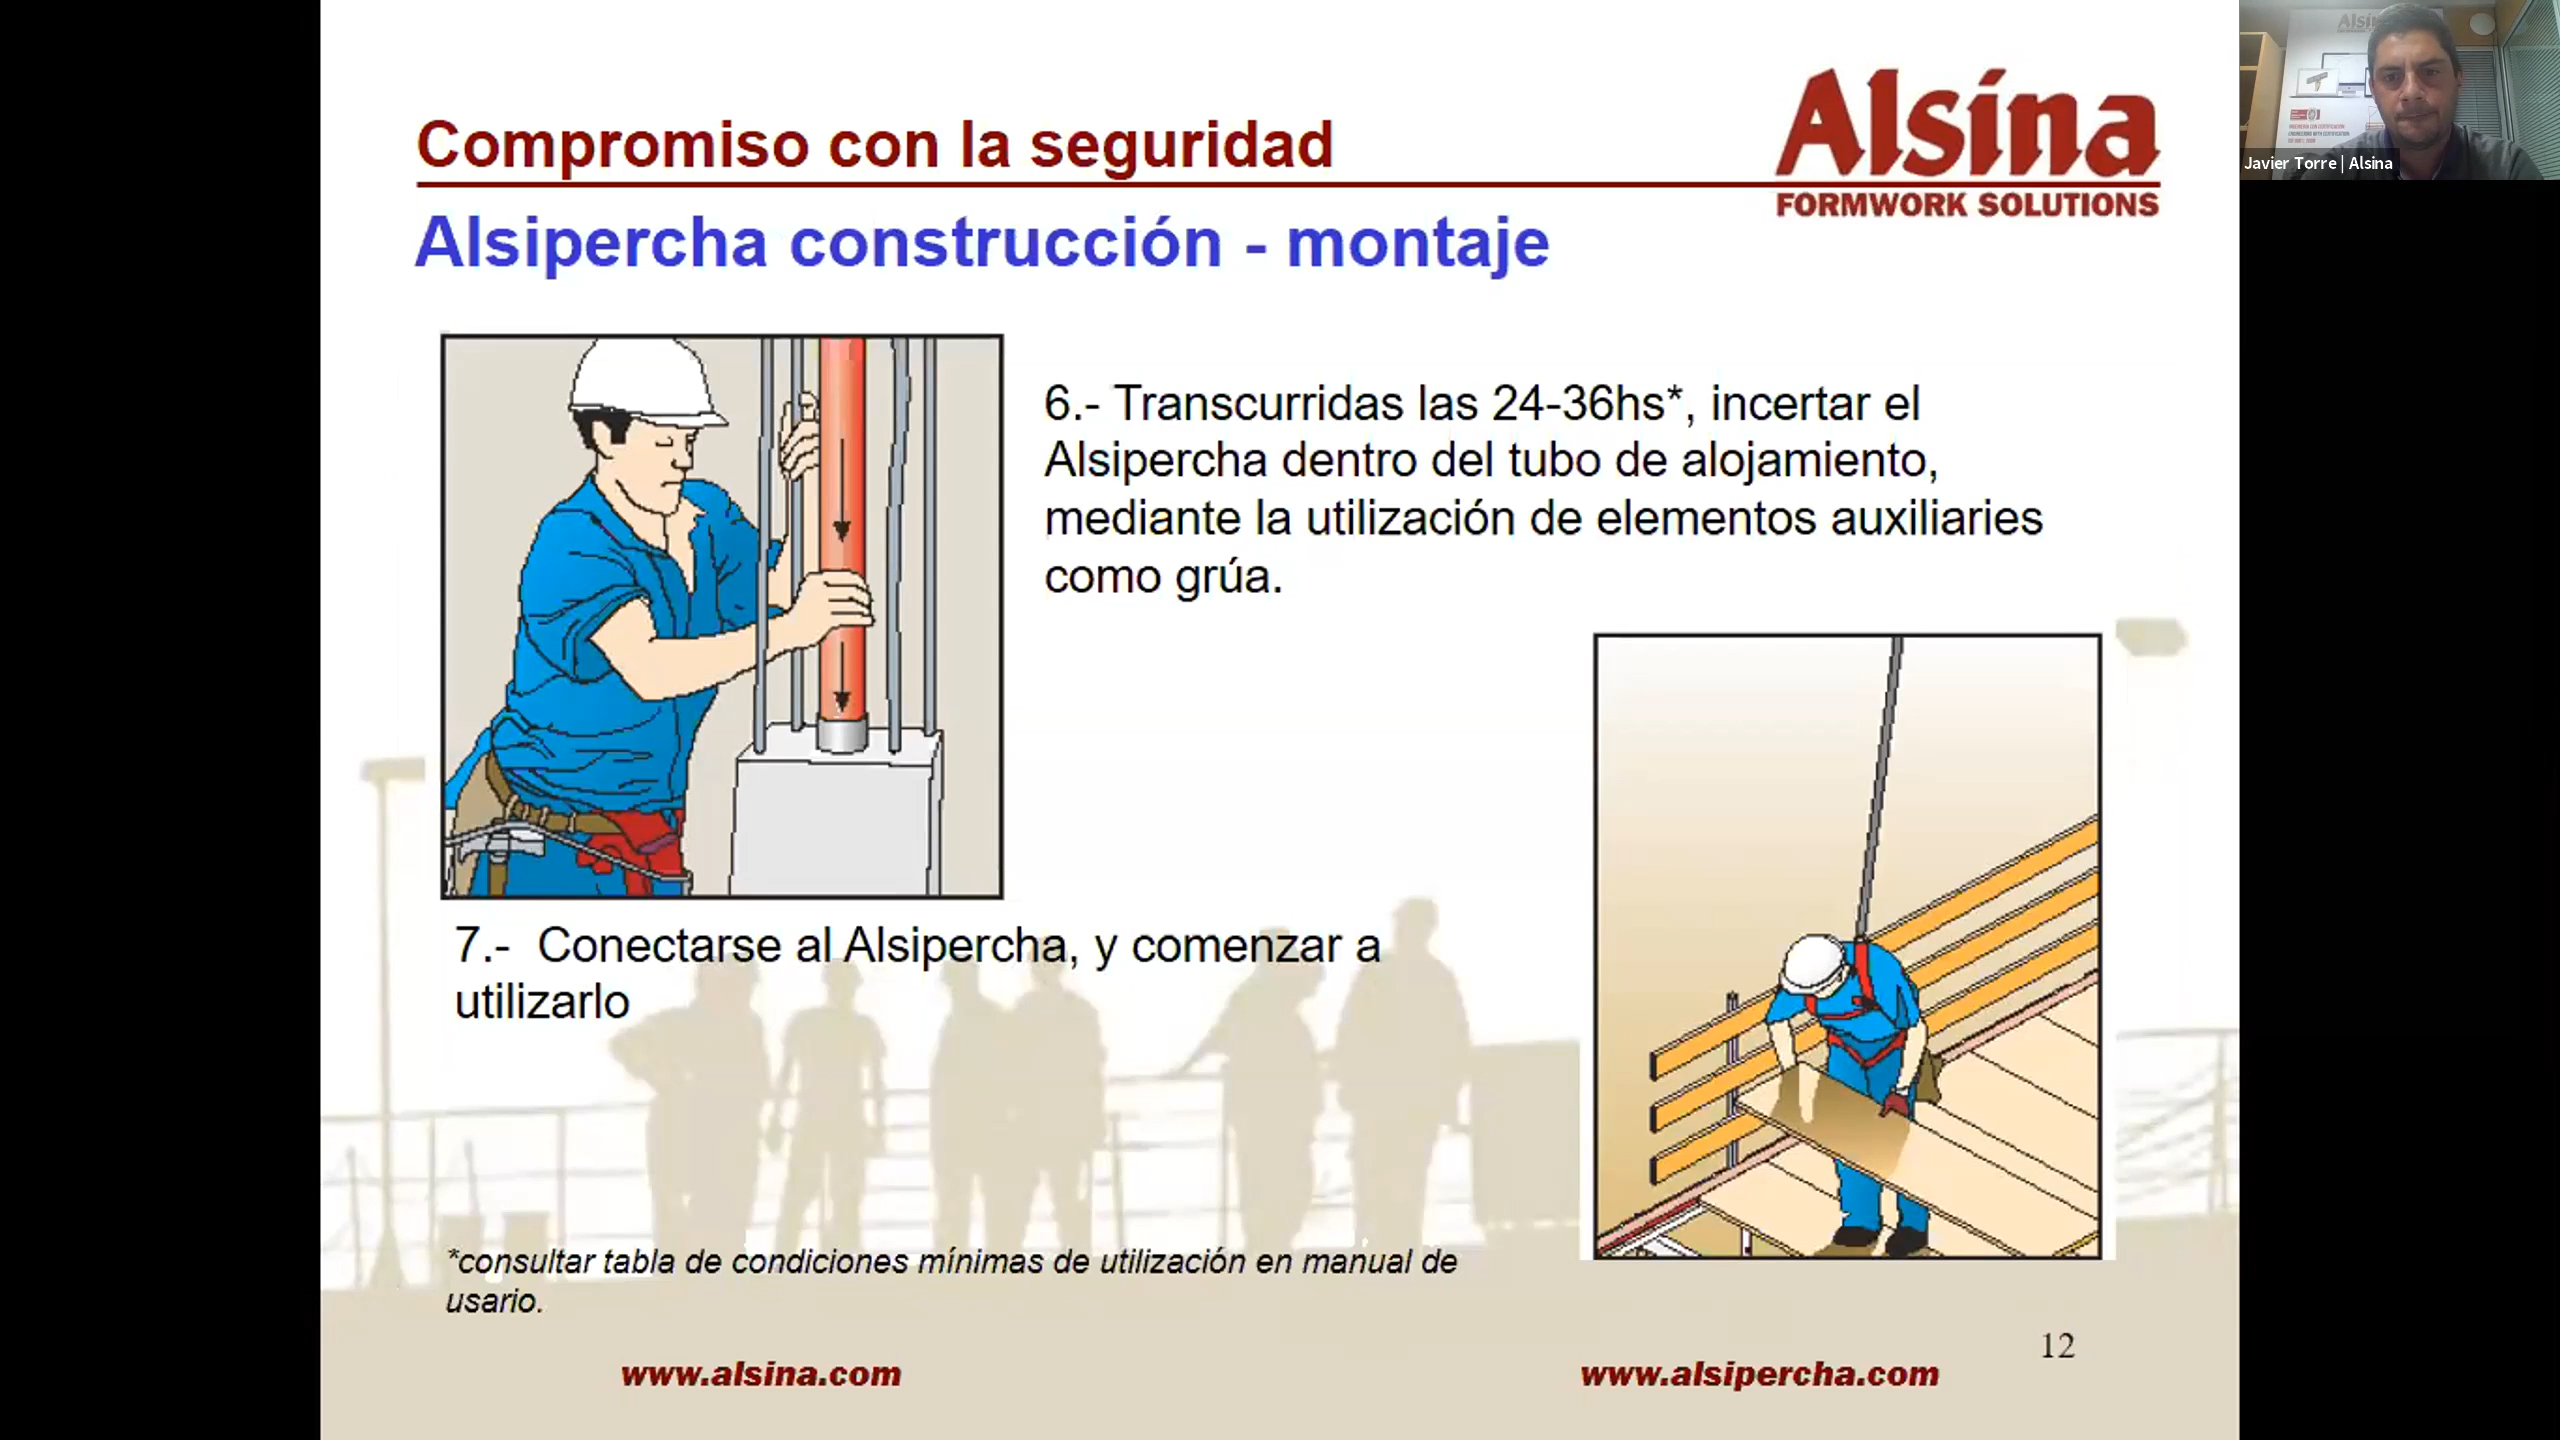 Compromiso con la seguridad
Alsína
FORMWORK SOLUTIONS
Alsipercha construcción - montaje
6.- Transcurridas las 24-36hs*, incertar el
Alsipercha dentro del tubo de alojamiento,
mediante la utilización de elementos auxiliaries
como grúa.
7.- Conectarse al Alsipercha, y comenzar a
utilizarlo
*consultar tabla de condiciones mínimas de utilización en manual de
usario.
12
www.alsina.com
www.alsipercha.com
Javier Torre | Alsina